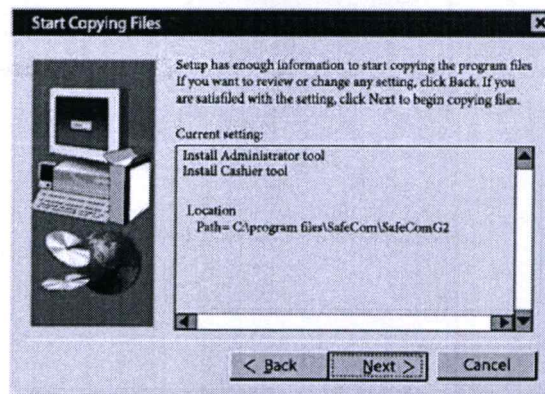 Start Copying Files
Setup has enough information to start copying the program files
If you want to review or change any setting, click Back. If you
are satisfiled with the setting, click Next to begin copying files.
Current setting:
Install Administrator tool
Install Cashier tool
Location
Path= C:\program files\SafeCom\SafeComG2
< Back
Next >
Cancel